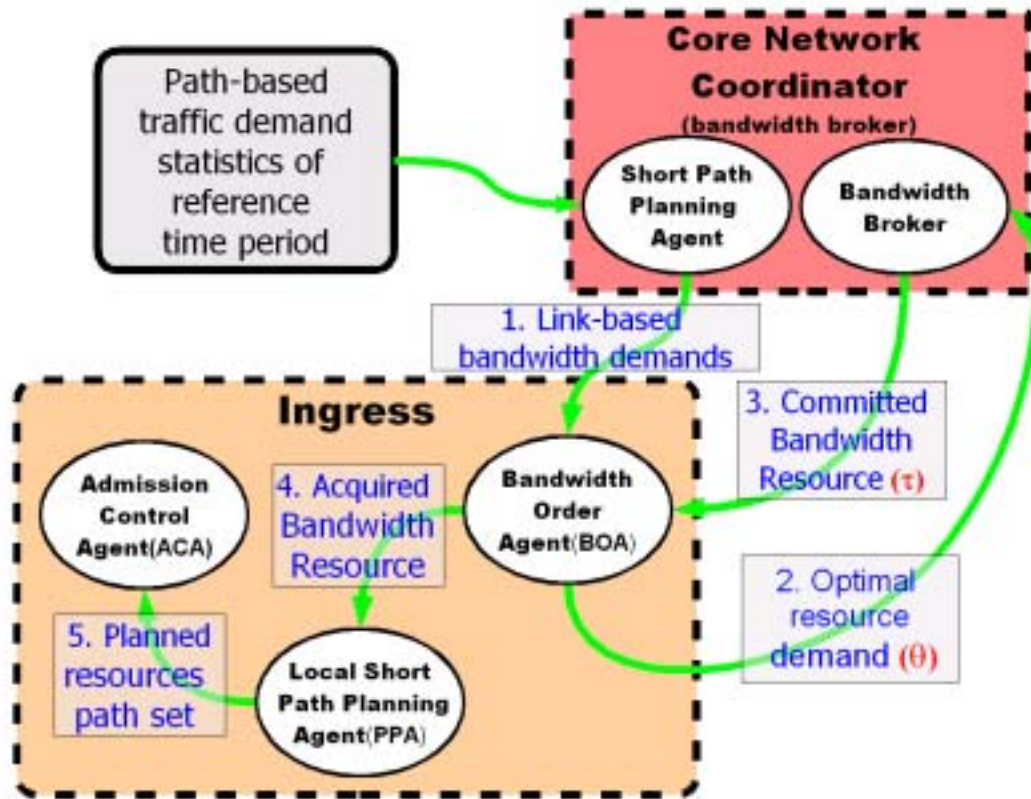 Path-based
traffic demand
statistics of
reference
time period
Core Network
Coordinator
(bandwidth broker)
Short Path
Planning
Agent
Bandwidth
Broker
1. Link-based
bandwidth demands
3. Committed
Bandwidth
Resource (τ)
2. Optimal
resource
demand (θ)
Ingress
Admission
Control
Agent(ACA)
4. Acquired
Bandwidth
Resource
Bandwidth
Order
Agent(BOA)
5. Planned
resources
path set
Local Short
Path Planning
Agent(PPA)